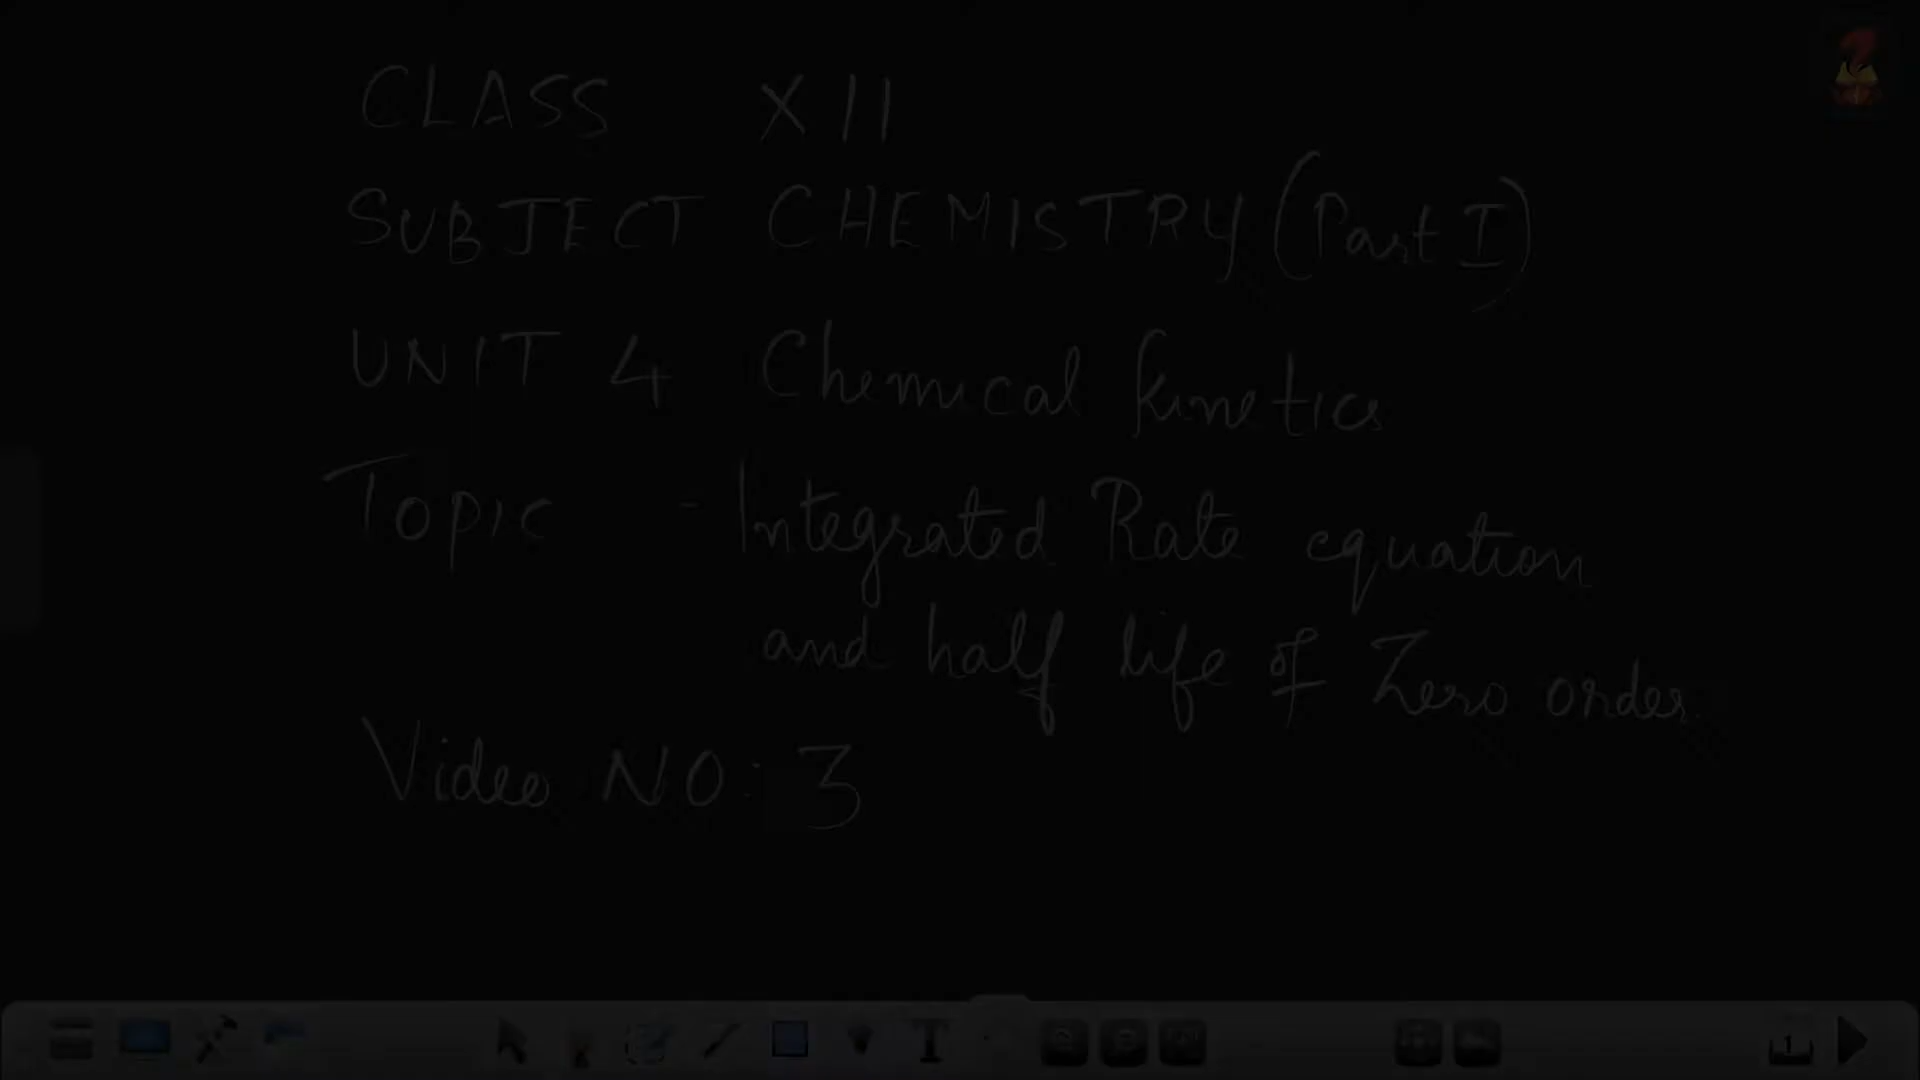 CLASS XII
SUBJECT CHEMISTRY (Part I)
UNIT 4 Chemical kinetics
Topic - Integrated Rate equation
and half life of Zero order.
Video NO: 3
T
1